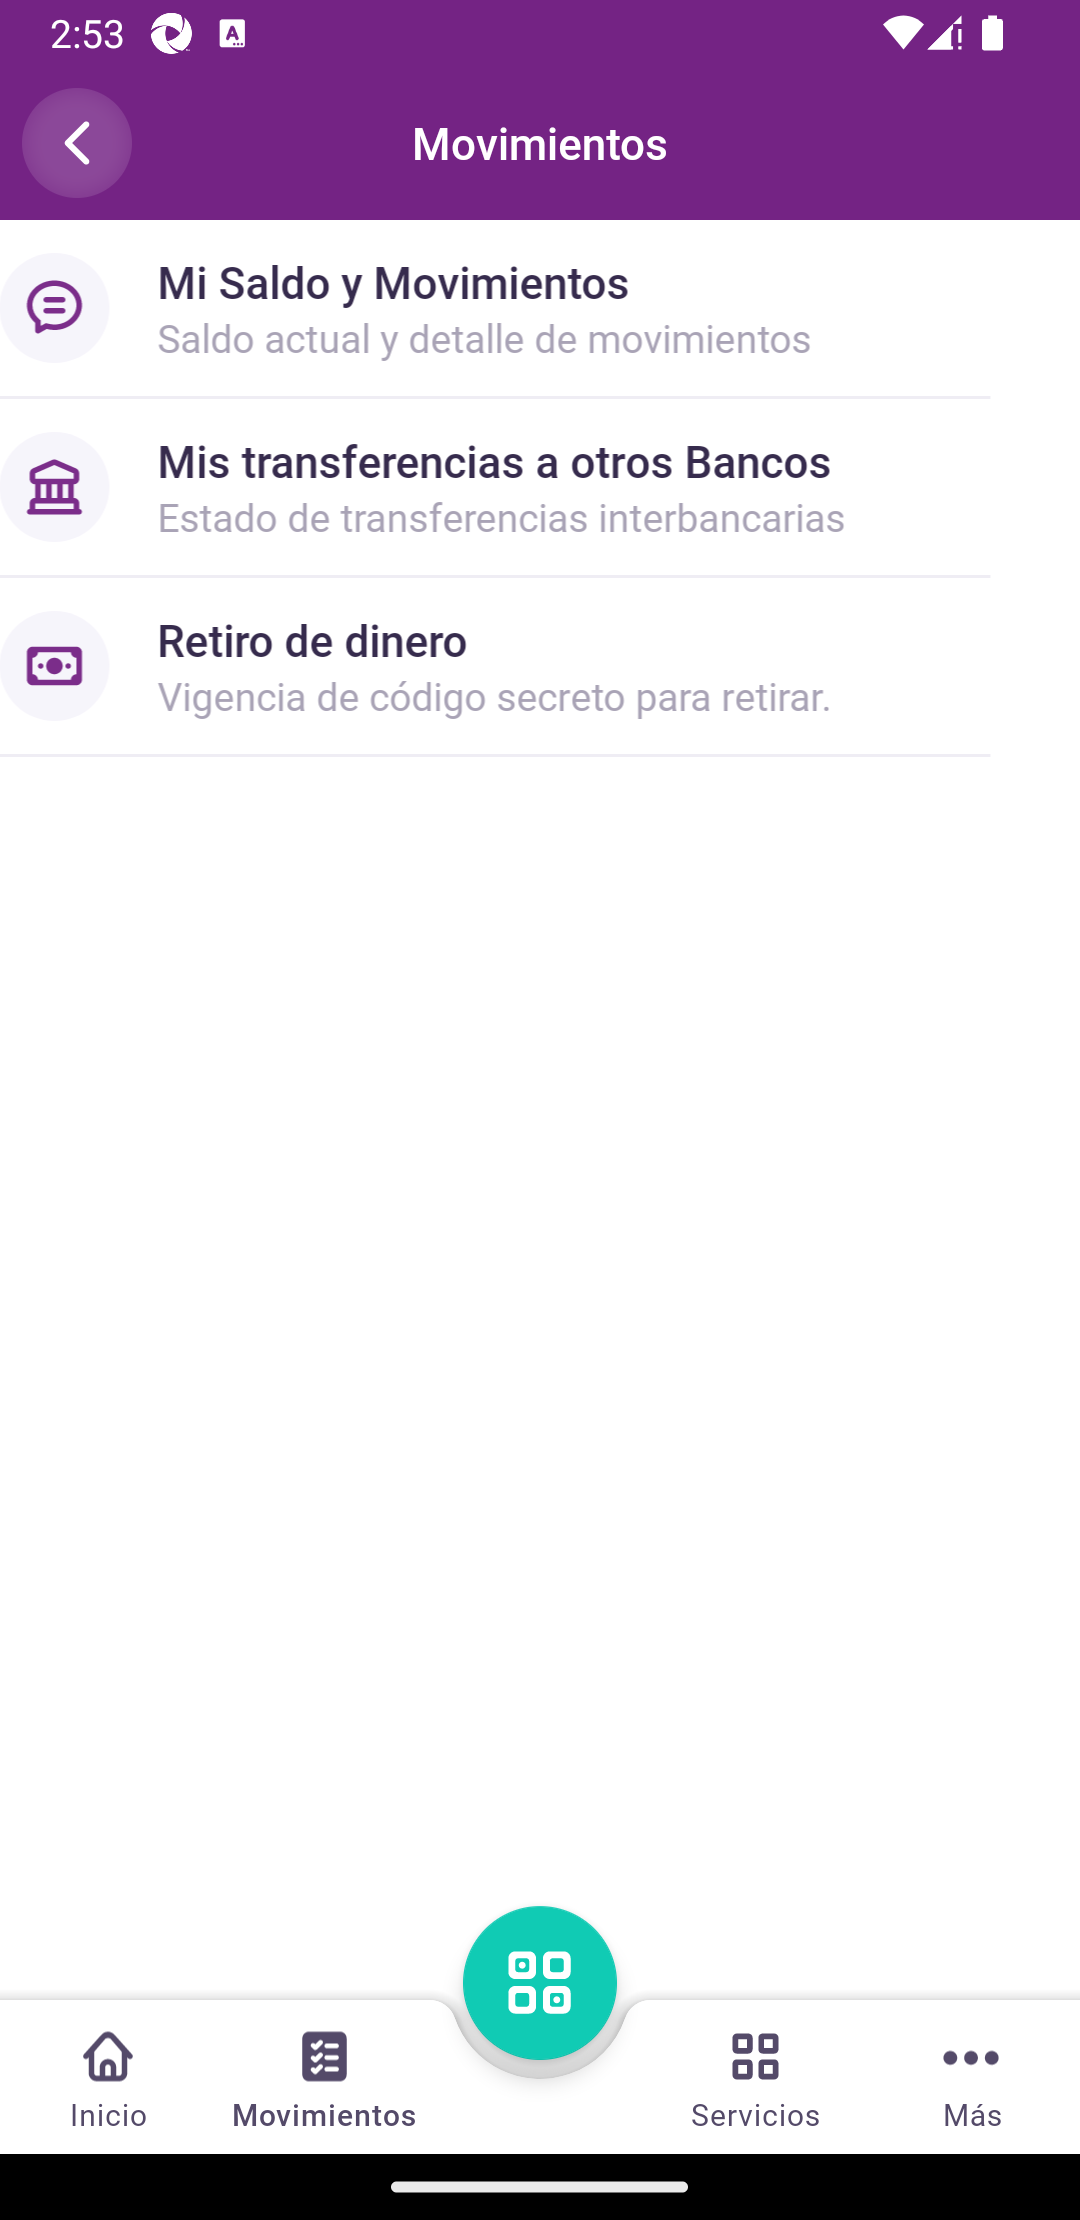 2:53
Movimientos
Mi Saldo y Movimientos
Saldo actual y detalle de movimientos
Mis transferencias a otros Bancos
Estado de transferencias interbancarias
Retiro de dinero
Vigencia de código secreto para retirar.
Inicio
Movimientos
Servicios
Más